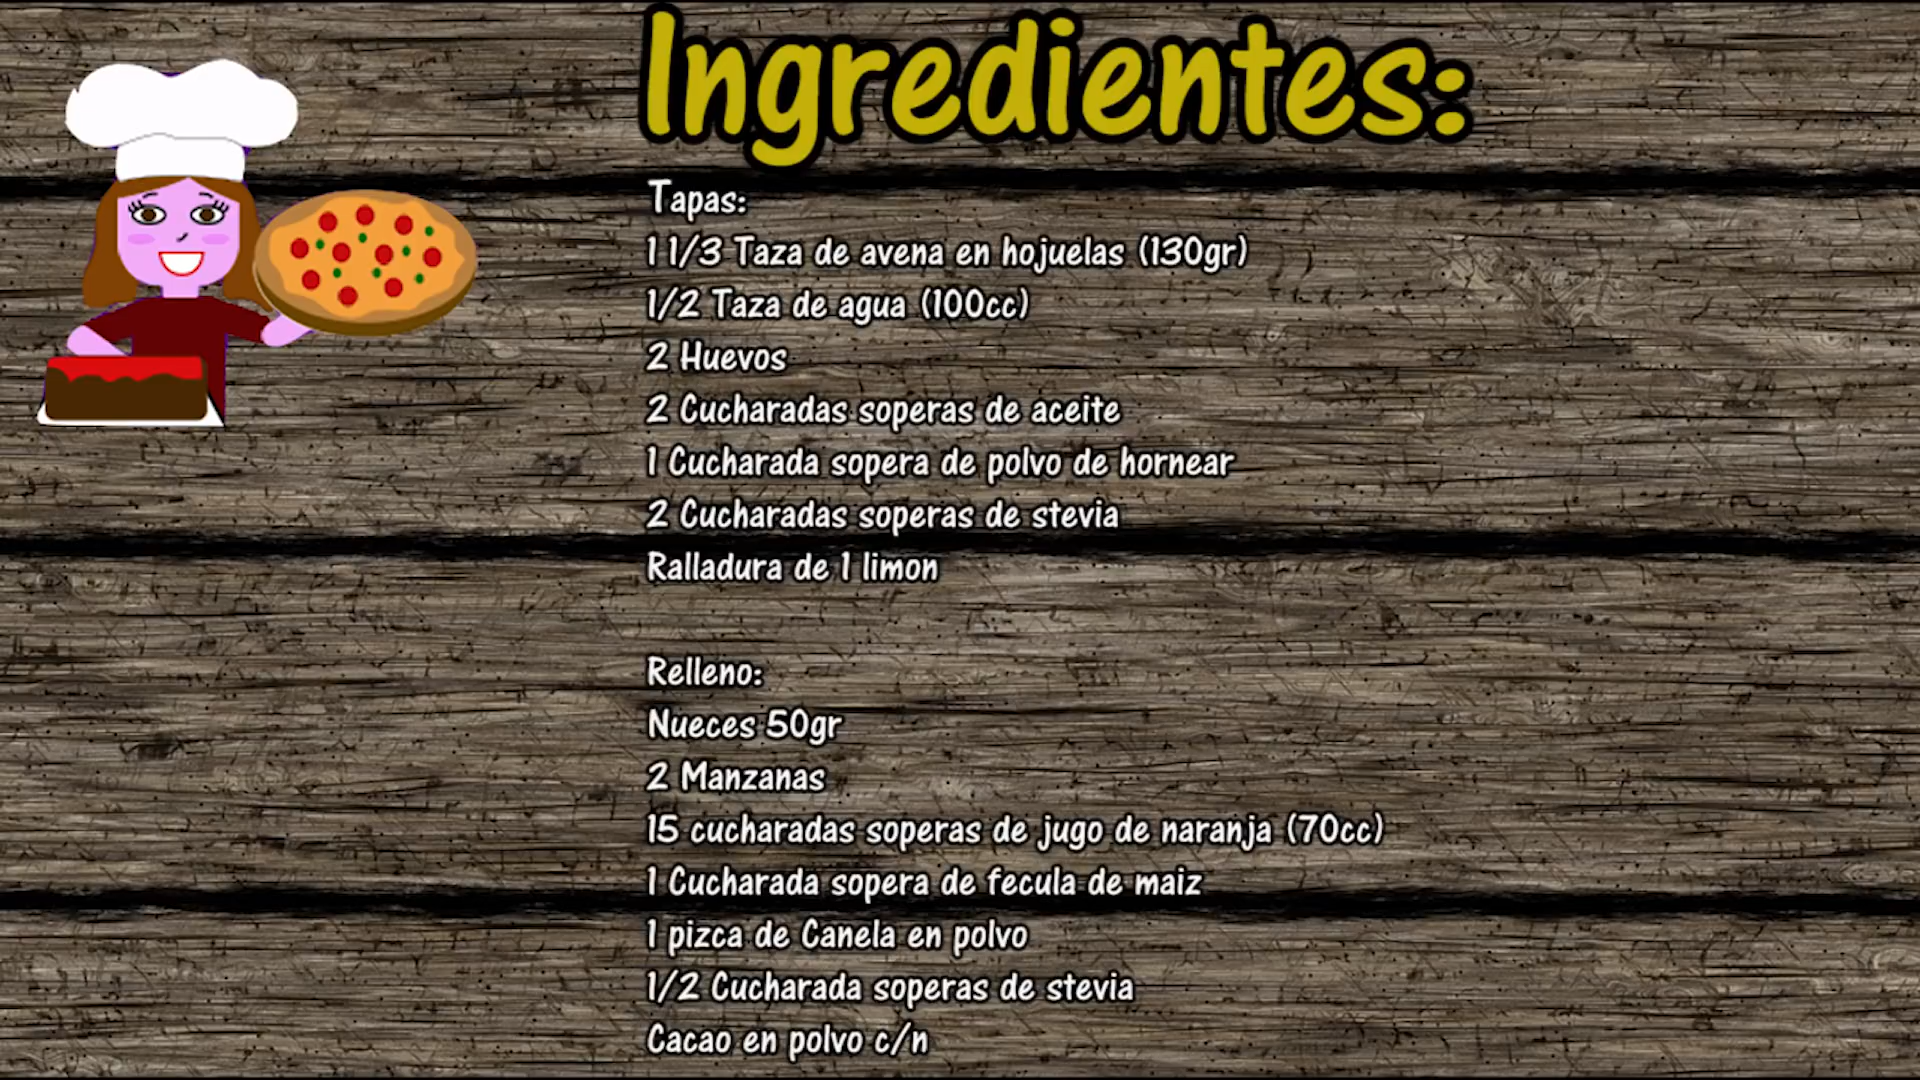 Ingredientes:
Tapas:
1 1/3 Taza de avena en hojuelas (130gr)
1/2 Taza de agua (100cc)
2 Huevos
2 Cucharadas soperas de aceite
1 Cucharada sopera de polvo de hornear
2 Cucharadas soperas de stevia
Ralladura de 1 limon
Relleno:
Nueces 50gr
2 Manzanas
15 cucharadas soperas de jugo de naranja (70cc)
1 Cucharada sopera de fecula de maiz
1 pizca de Canela en polvo
1/2 Cucharada soperas de stevia
Cacao en polvo c/n